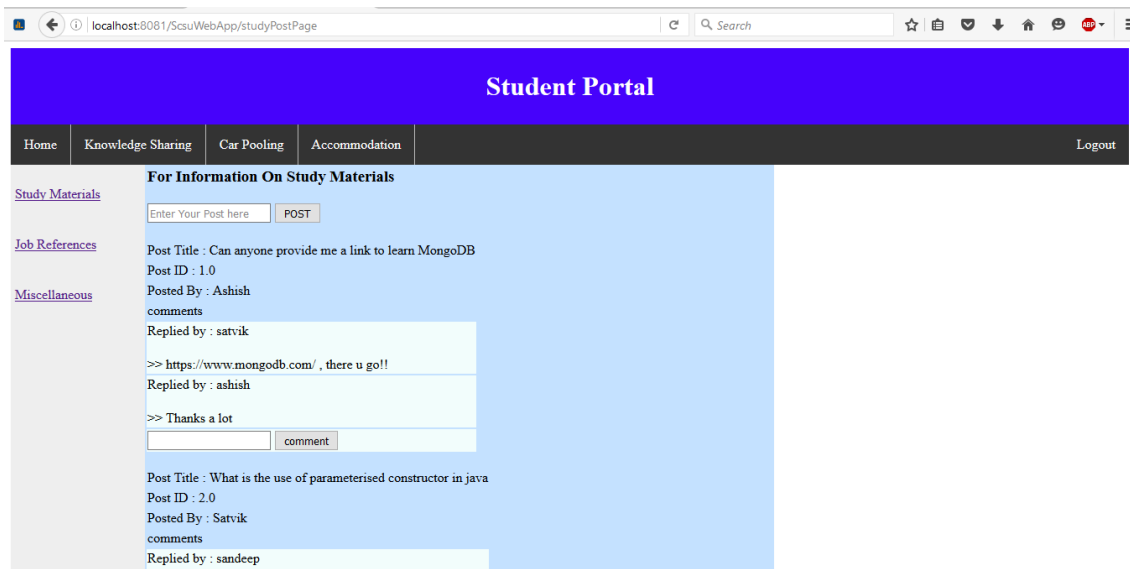 localhost:8081/ScsuWebApp/studyPostPage
Search
ABP
Student Portal
Home Knowledge Sharing Car Pooling Accommodation Logout
Study Materials
Job References
Miscellaneous
For Information On Study Materials
Enter Your Post here POST
Post Title : Can anyone provide me a link to learn MongoDB
Post ID : 1.0
Posted By : Ashish
comments
Replied by : satvik
>> https://www.mongodb.com/ , there u go!!
Replied by : ashish
>> Thanks a lot
comment
Post Title : What is the use of parameterised constructor in java
Post ID : 2.0
Posted By : Satvik
comments
Replied by : sandeep